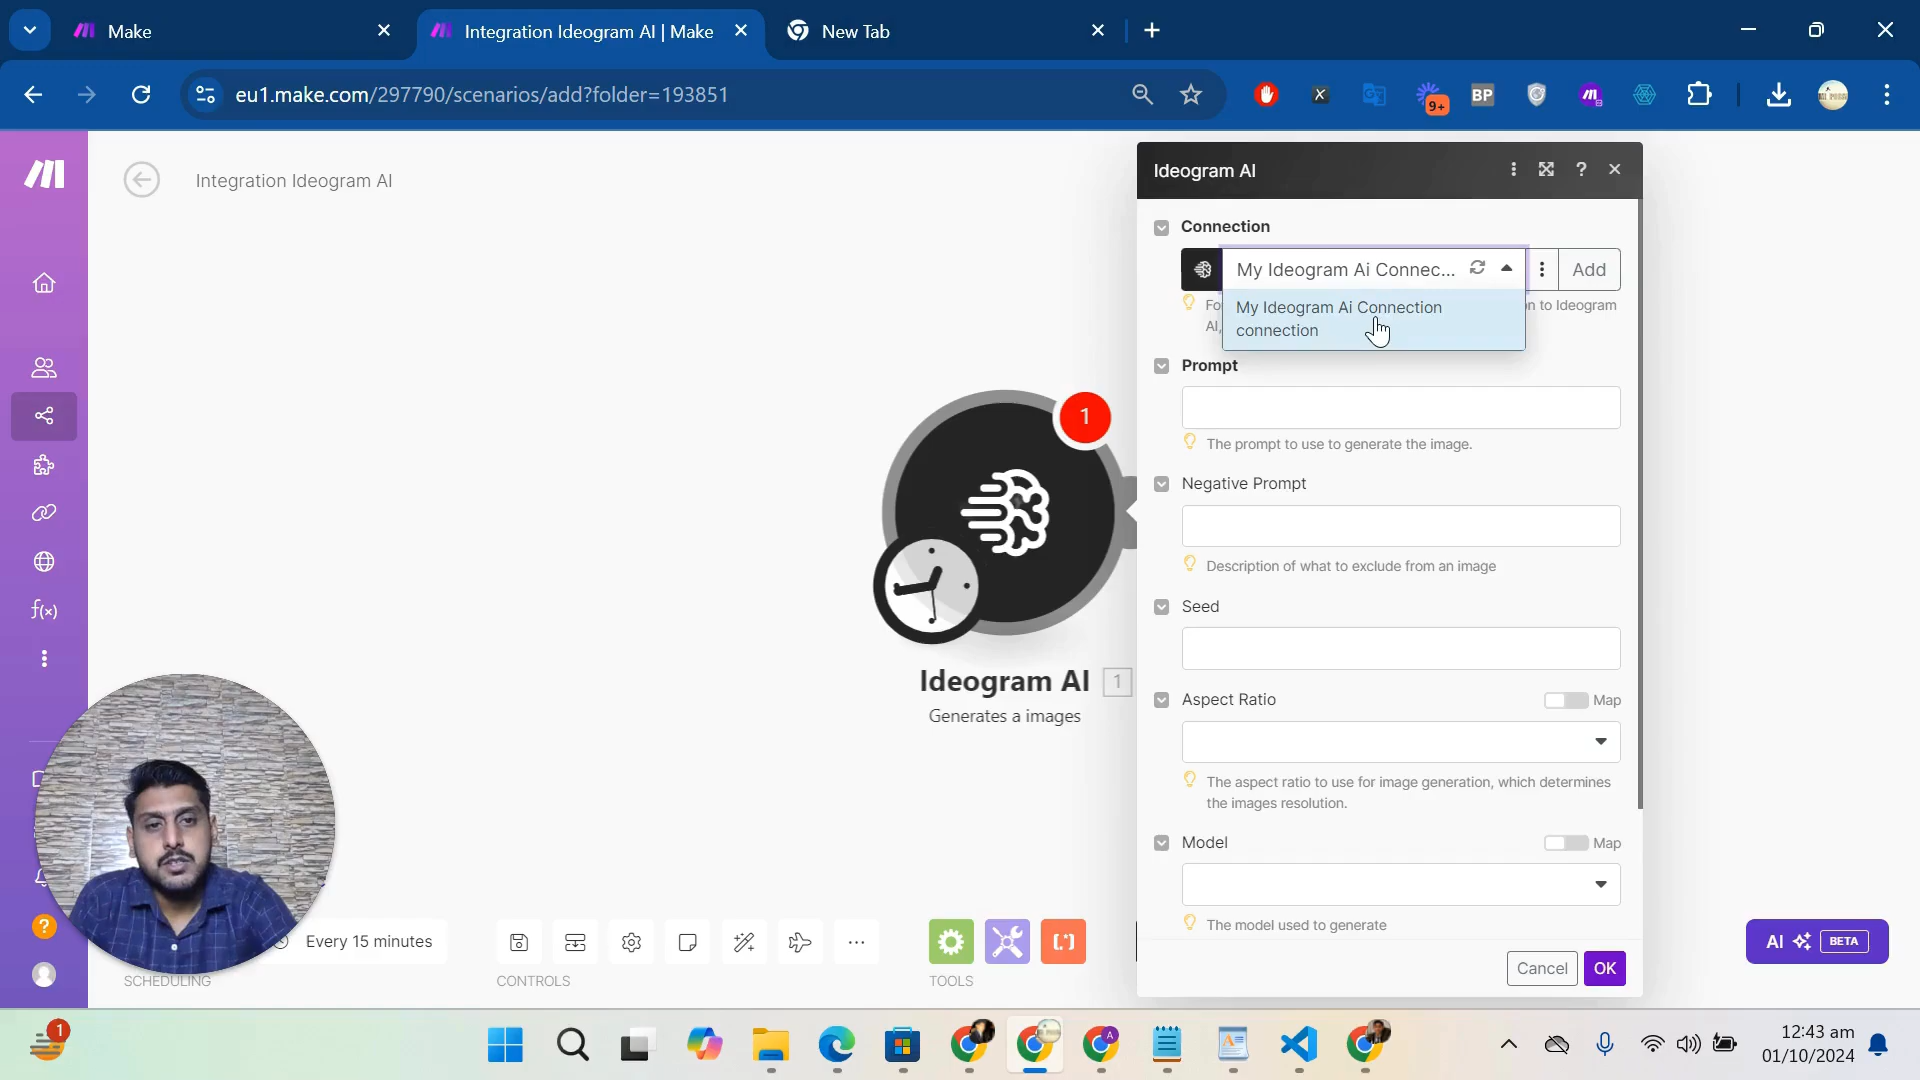 Make
Integration Ideogram AI | Make
New Tab
eu1.make.com/297790/scenarios/add?folder=193851
9+
BP
Integration Ideogram AI
Ideogram AI
Connection
My Ideogram Ai Connec...
Add
My Ideogram Ai Connection
connection
Fo
n to Ideogram
AI,
Prompt
The prompt to use to generate the image.
Negative Prompt
Description of what to exclude from an image
Seed
Aspect Ratio
Map
The aspect ratio to use for image generation, which determines
the images resolution.
Model
Map
The model used to generate
Cancel
OK
1
Ideogram AI
1
Generates a images
f(x)
Every 15 minutes
SCHEDULING
CONTROLS
TOOLS
AI
BETA
1
12:43 am
01/10/2024